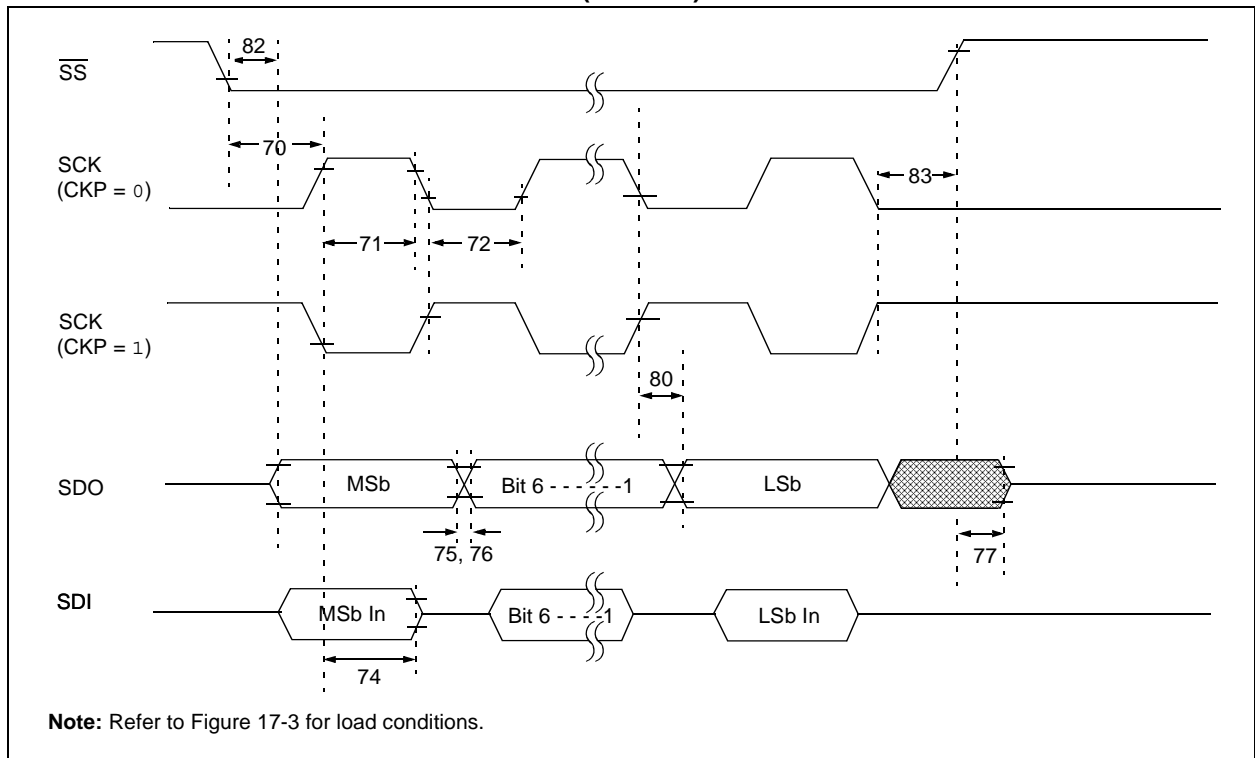 82
SS
70
SCK
(CKP = 0)
83
71
72
SCK
(CKP = 1)
80
SDO
MSb
Bit 6 - - - - - -1
LSb
75, 76
77
SDI
MSb In
Bit 6 - - - -1
LSb In
74
Note: Refer to Figure 17-3 for load conditions.